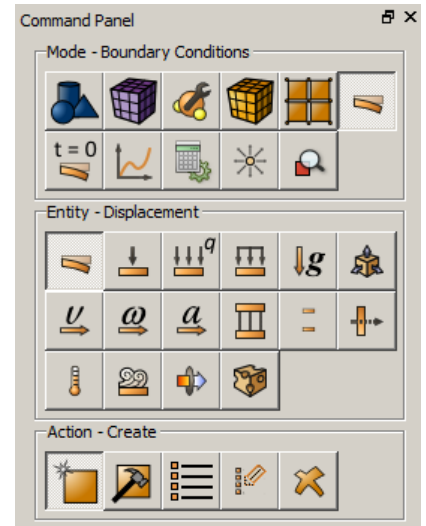 Command Panel
Mode - Boundary Conditions
t = 0
Entity - Displacement
q
g
υ ω a
Action - Create